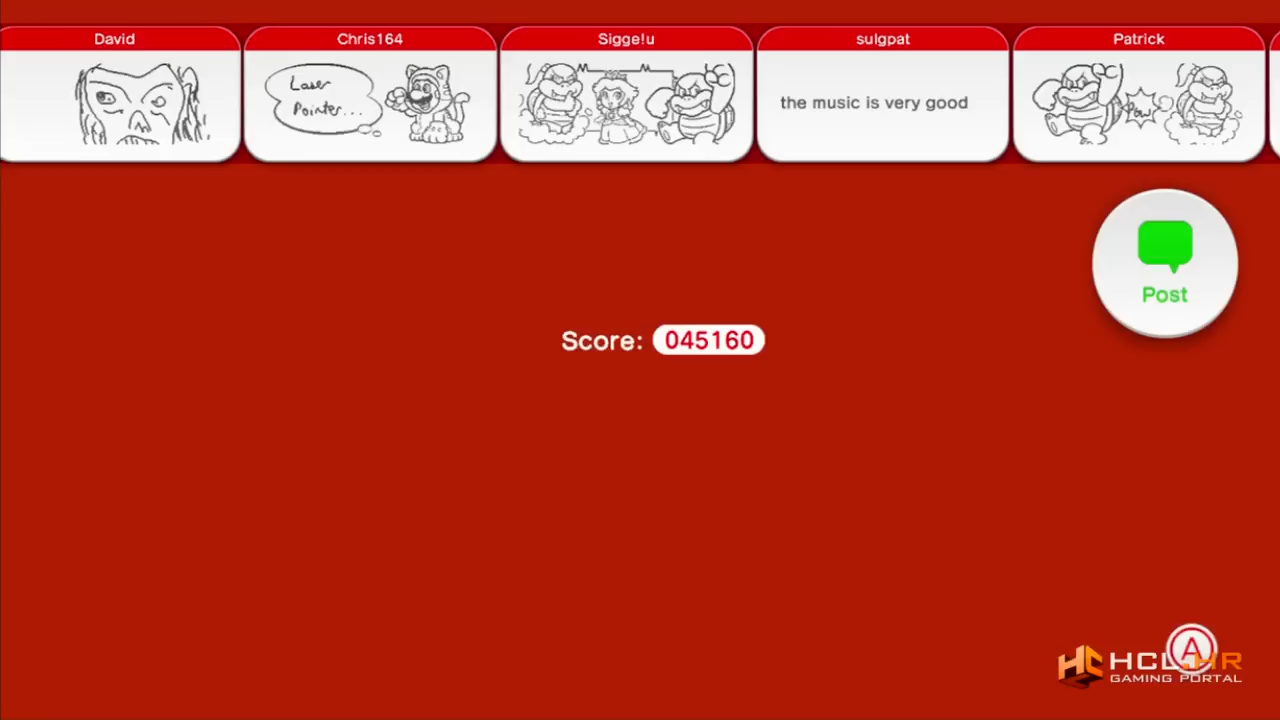 David
Chris164
Sigge!u
sulgpat
Patrick
Laser
Pointer...
the music is very good
Pow!
Post
Score: 045160
A
HCL.HR
GAMING PORTAL